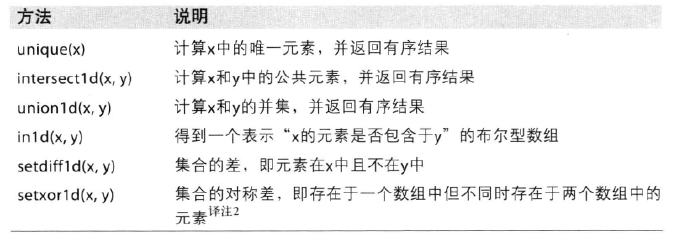 方法 说明
unique(x) 计算x中的唯一元素，并返回有序结果
intersect1d(x, y) 计算x和y中的公共元素，并返回有序结果
union1d(x, y) 计算x和y的并集，并返回有序结果
in1d(x, y) 得到一个表示“x的元素是否包含于y”的布尔型数组
setdiff1d(x, y) 集合的差，即元素在x中且不在y中
setxor1d(x, y) 集合的对称差，即存在于一个数组中但不同时存在于两个数组中的
元素译注2